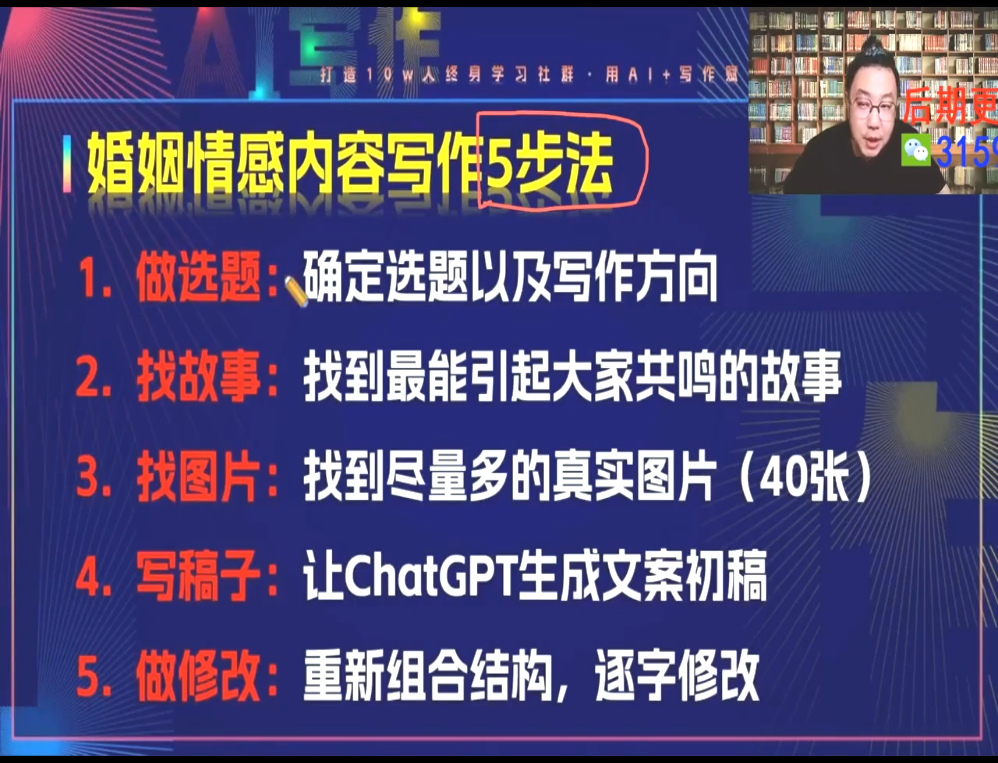 AI写作
打造10w人终身学习社群·用AI+写作赋
后期更
3159
婚姻情感内容写作5步法
1. 做选题：确定选题以及写作方向
2. 找故事：找到最能引起大家共鸣的故事
3. 找图片：找到尽量多的真实图片（40张）
4. 写稿子：让ChatGPT生成文案初稿
5. 做修改：重新组合结构，逐字修改